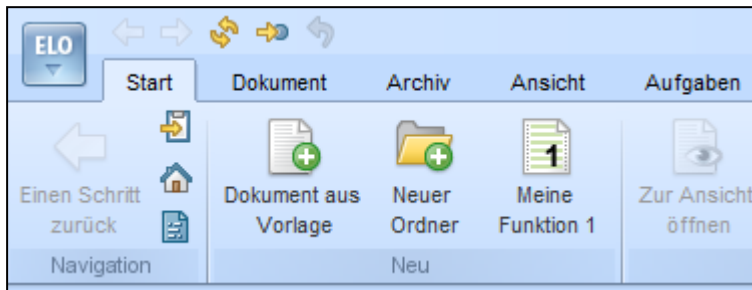 ELO
Start Dokument Archiv Ansicht Aufgaben
Einen Schritt zurück
Dokument aus Vorlage
Neuer Ordner
1
Meine Funktion 1
Zur Ansicht öffnen
Navigation Neu